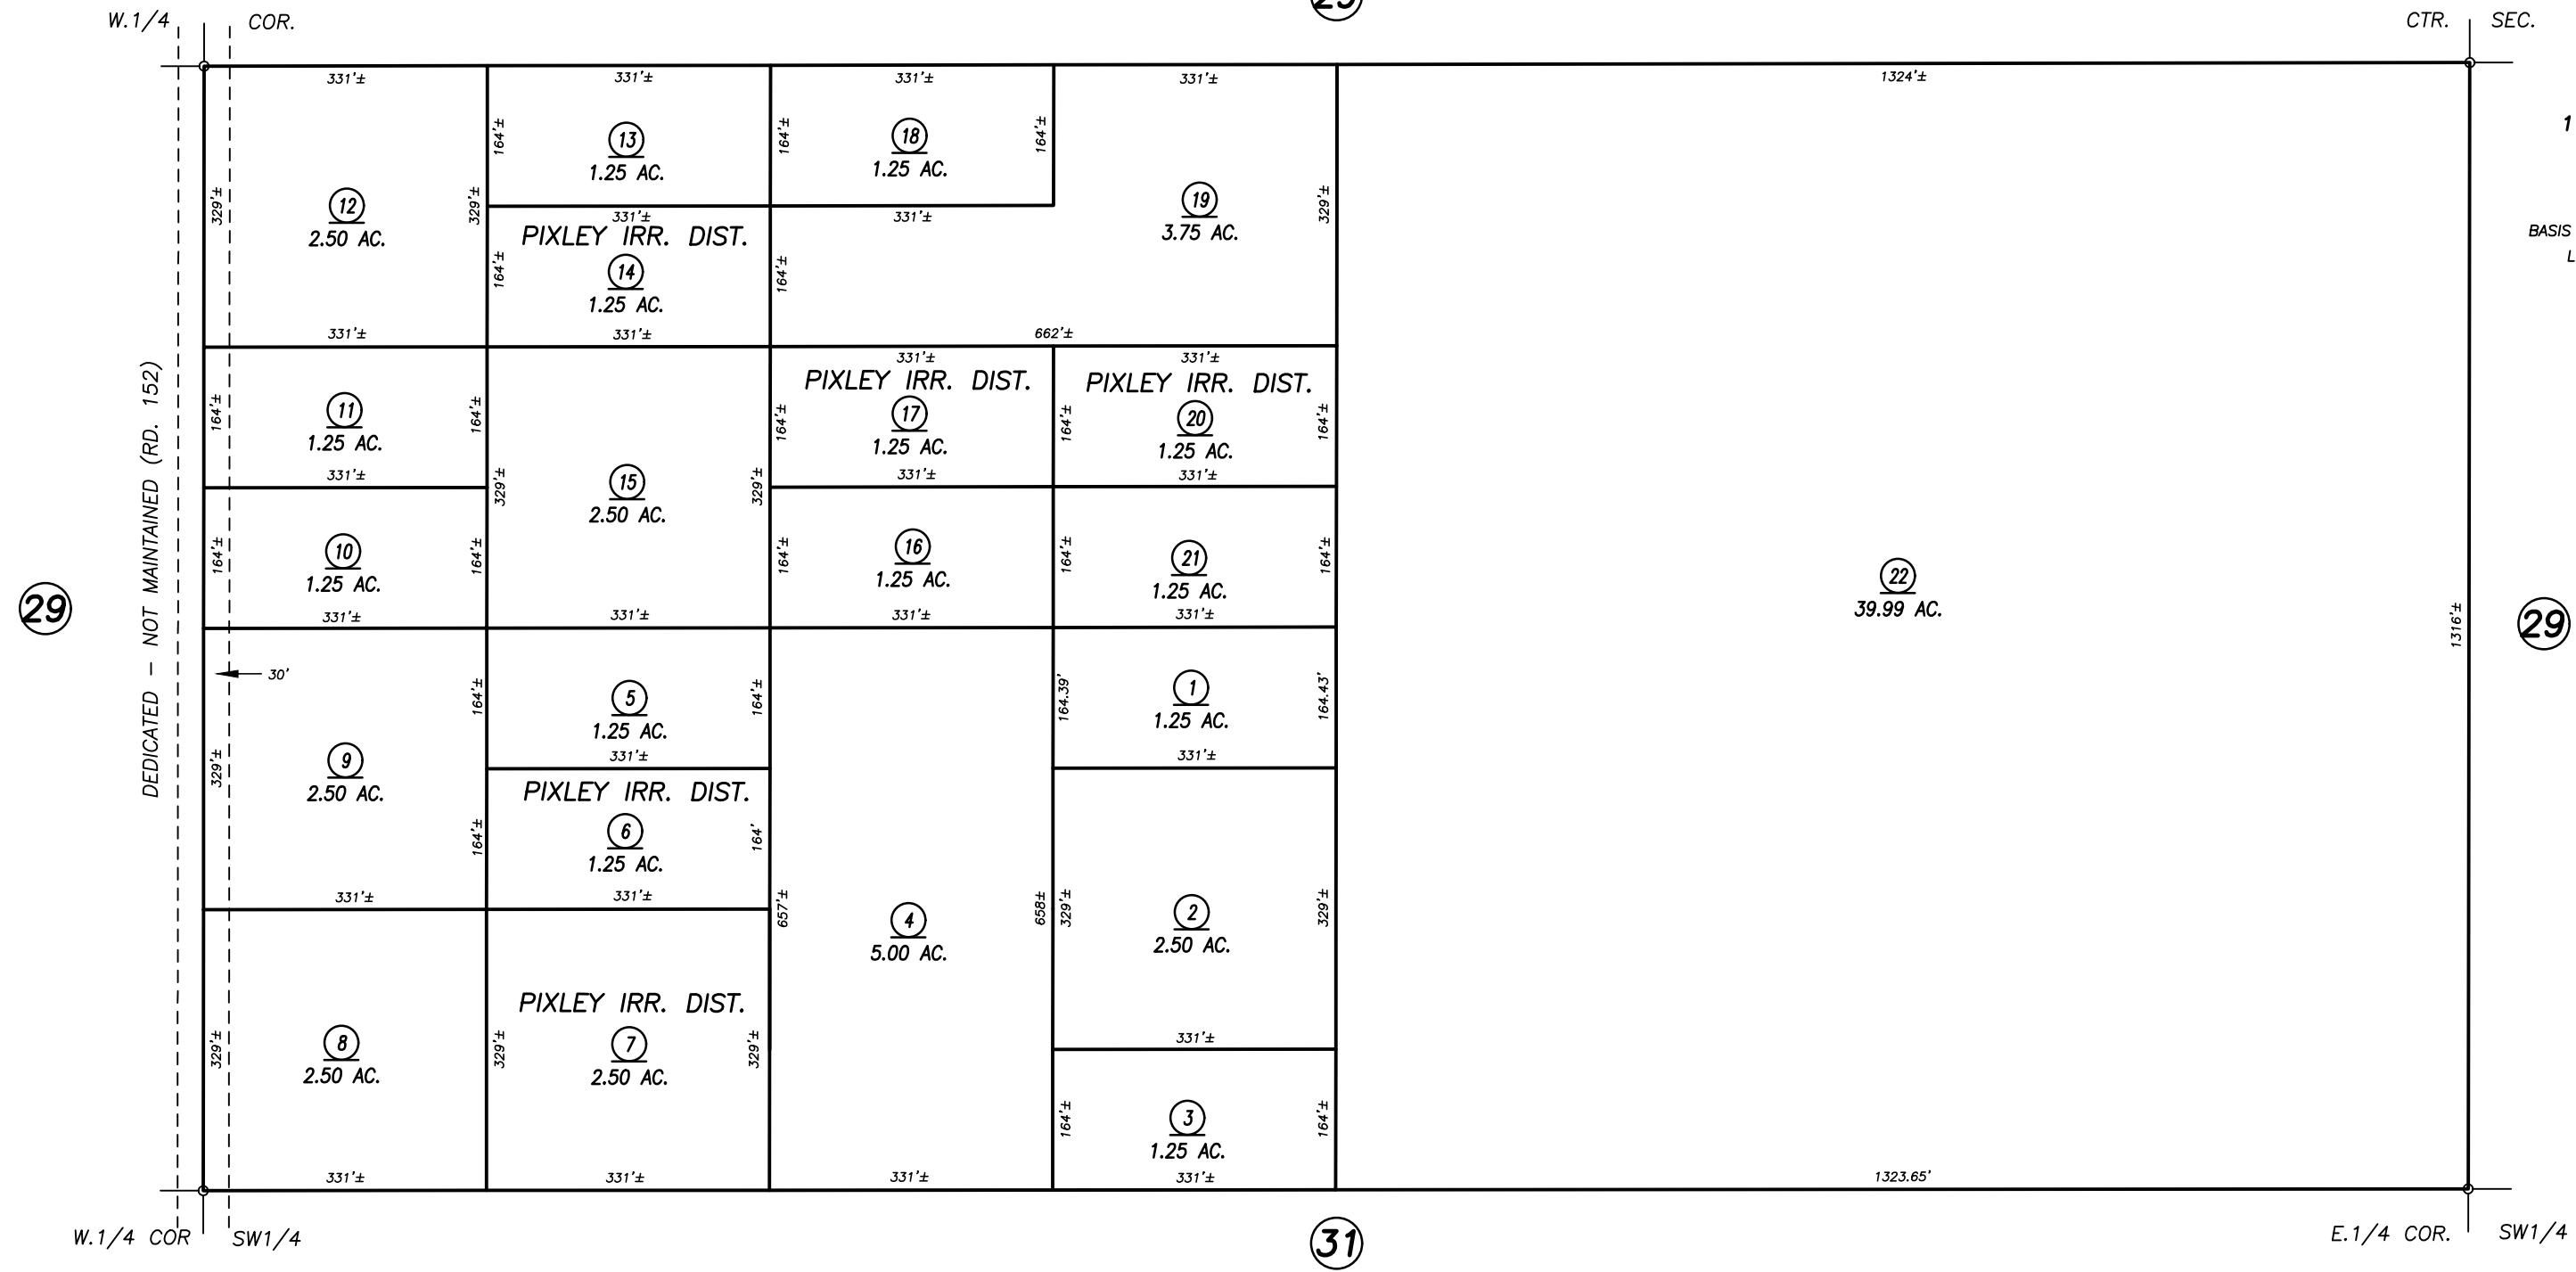 29
W.1/4 COR.
CTR. SEC.
331'± 331'± 331'± 331'± 1324'±
1
164'± 164'± 164'±
13
1.25 AC.
18
1.25 AC.
329'± 329'± 329'±
12
2.50 AC.
19
3.75 AC.
331'± 331'±
BASIS
L
PIXLEY IRR. DIST.
164'± 164'±
14
1.25 AC.
331'± 331'± 662'±
331'± 331'±
PIXLEY IRR. DIST.
PIXLEY IRR. DIST.
DEDICATED - NOT MAINTAINED (RD. 152)
164'± 164'± 164'± 164'± 164'±
11
1.25 AC.
17
1.25 AC.
20
1.25 AC.
331'± 331'± 331'±
329'± 329'±
15
2.50 AC.
164'± 164'± 164'± 164'± 164'±
10
1.25 AC.
16
1.25 AC.
21
1.25 AC.
22
39.99 AC.
1316'±
29
29
331'± 331'± 331'± 331'±
30'
164'± 164'± 164.39' 164.43'
5
1.25 AC.
1
1.25 AC.
331'± 331'±
329'±
9
2.50 AC.
PIXLEY IRR. DIST.
164'± 164'
6
1.25 AC.
331'± 331'±
657'± 658± 329'± 329'±
4
5.00 AC.
2
2.50 AC.
PIXLEY IRR. DIST.
329'± 329'± 329'±
8
2.50 AC.
7
2.50 AC.
331'±
164'± 164'±
3
1.25 AC.
331'± 331'± 331'± 331'± 1323.65'
W.1/4 COR SW1/4
31
E.1/4 COR. SW1/4